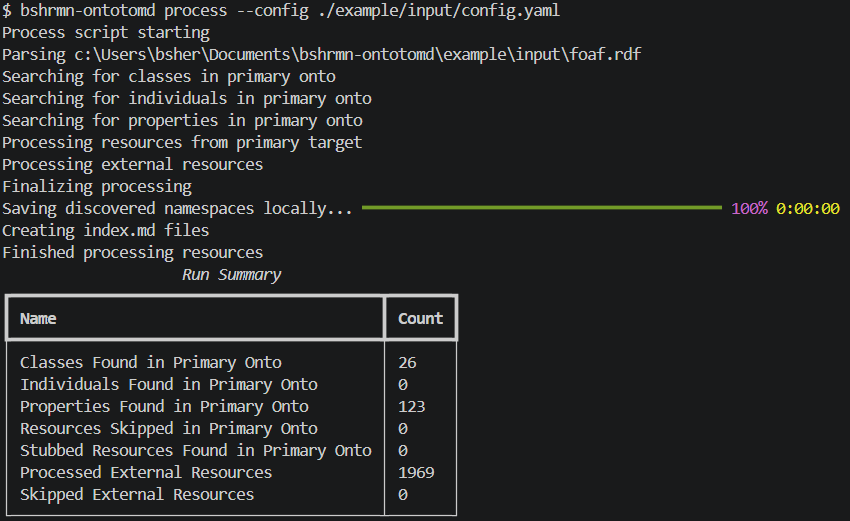 $ bshrmn-ontotomd process --config ./example/input/config.yaml
Process script starting
Parsing c:\Users\bsher\Documents\bshrmn-ontotomd\example\input\foaf.rdf
Searching for classes in primary onto
Searching for individuals in primary onto
Searching for properties in primary onto
Processing resources from primary target
Processing external resources
Finalizing processing
Saving discovered namespaces locally... 100% 0:00:00
Creating index.md files
Finished processing resources
Run Summary
Name Count
Classes Found in Primary Onto 26
Individuals Found in Primary Onto 0
Properties Found in Primary Onto 123
Resources Skipped in Primary Onto 0
Stubbed Resources Found in Primary Onto 0
Processed External Resources 1969
Skipped External Resources 0